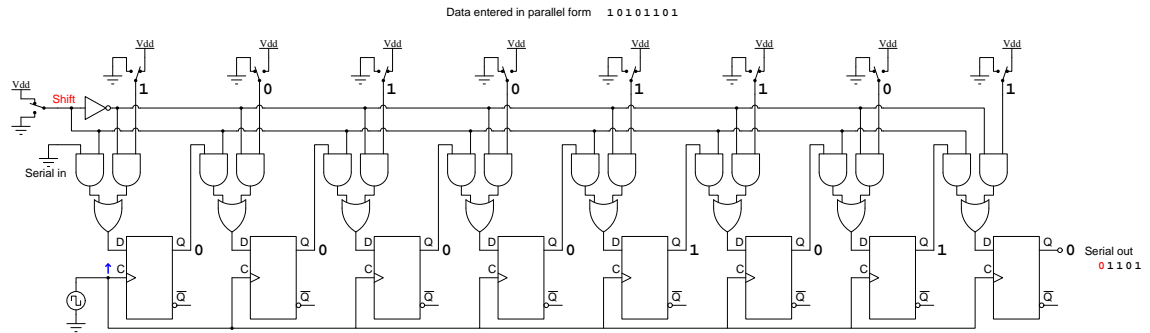 Data entered in parallel form 1 0 1 0 1 1 0 1
Vdd Vdd Vdd Vdd Vdd Vdd Vdd Vdd
1 0 1 0 1 1 0 1
Vdd
Shift
Serial in
D Q D Q D Q D Q D Q D Q D Q D Q
0 0 0 0 1 0 1 0 Serial out
0 1 1 0 1
C C C C C C C C
Q Q Q Q Q Q Q Q